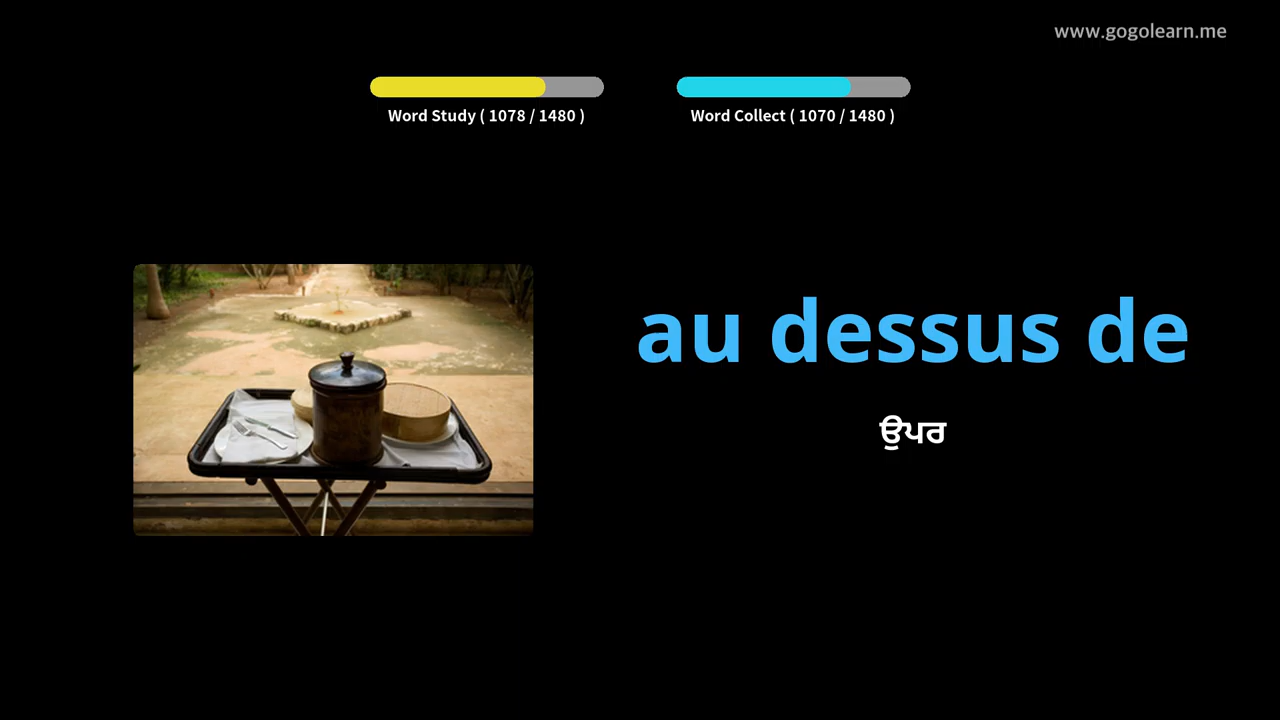 www.gogolearn.me
Word Study ( 1078 / 1480 )
Word Collect ( 1070 / 1480 )
au dessus de
ਉਪਰ